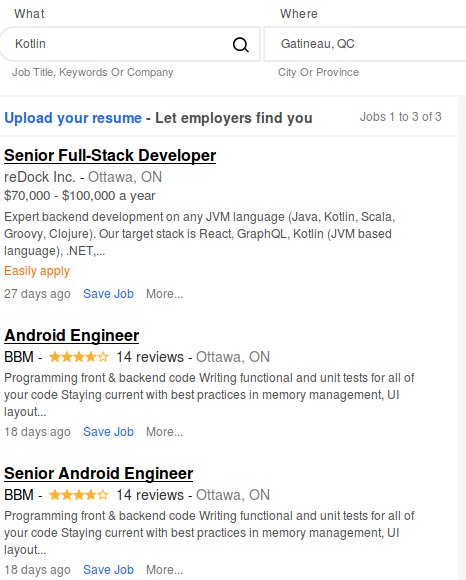 What Where
Kotlin Gatineau, QC
Job Title, Keywords Or Company City Or Province
Upload your resume - Let employers find you Jobs 1 to 3 of 3
Senior Full-Stack Developer
reDock Inc. - Ottawa, ON
$70,000 - $100,000 a year
Expert backend development on any JVM language (Java, Kotlin, Scala,
Groovy, Clojure). Our target stack is React, GraphQL, Kotlin (JVM based
language), .NET,...
Easily apply
27 days ago Save Job More...
Android Engineer
BBM - 14 reviews - Ottawa, ON
Programming front & backend code Writing functional and unit tests for all of
your code Staying current with best practices in memory management, UI
layout...
18 days ago Save Job More...
Senior Android Engineer
BBM - 14 reviews - Ottawa, ON
Programming front & backend code Writing functional and unit tests for all of
your code Staying current with best practices in memory management, UI
layout...
18 days ago Save Job More...